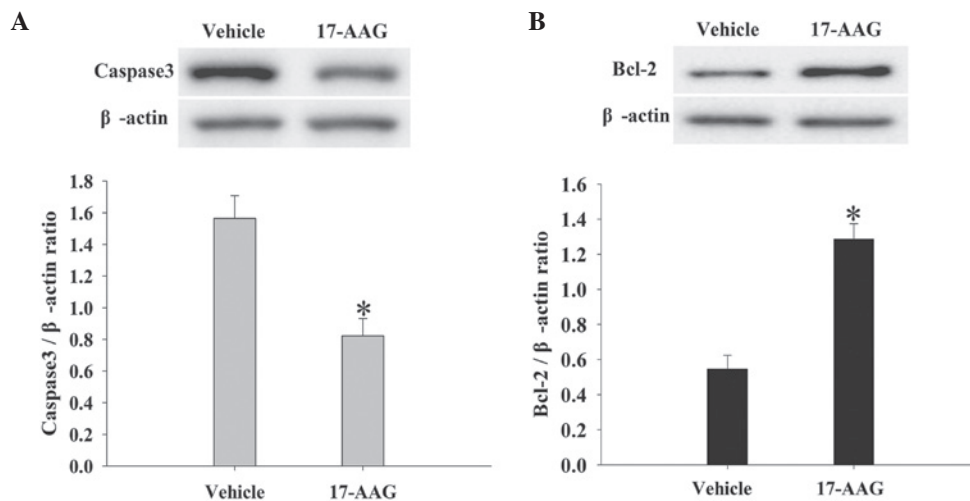 A
Vehicle 17-AAG
Caspase3
β -actin
Caspase3 / β -actin ratio
1.8
1.6
1.4
1.2
1.0
0.8
0.6
0.4
0.2
0.0
*
Vehicle 17-AAG
B
Vehicle 17-AAG
Bcl-2
β -actin
Bcl-2 / β -actin ratio
1.6
1.4
1.2
1.0
0.8
0.6
0.4
0.2
0.0
*
Vehicle 17-AAG